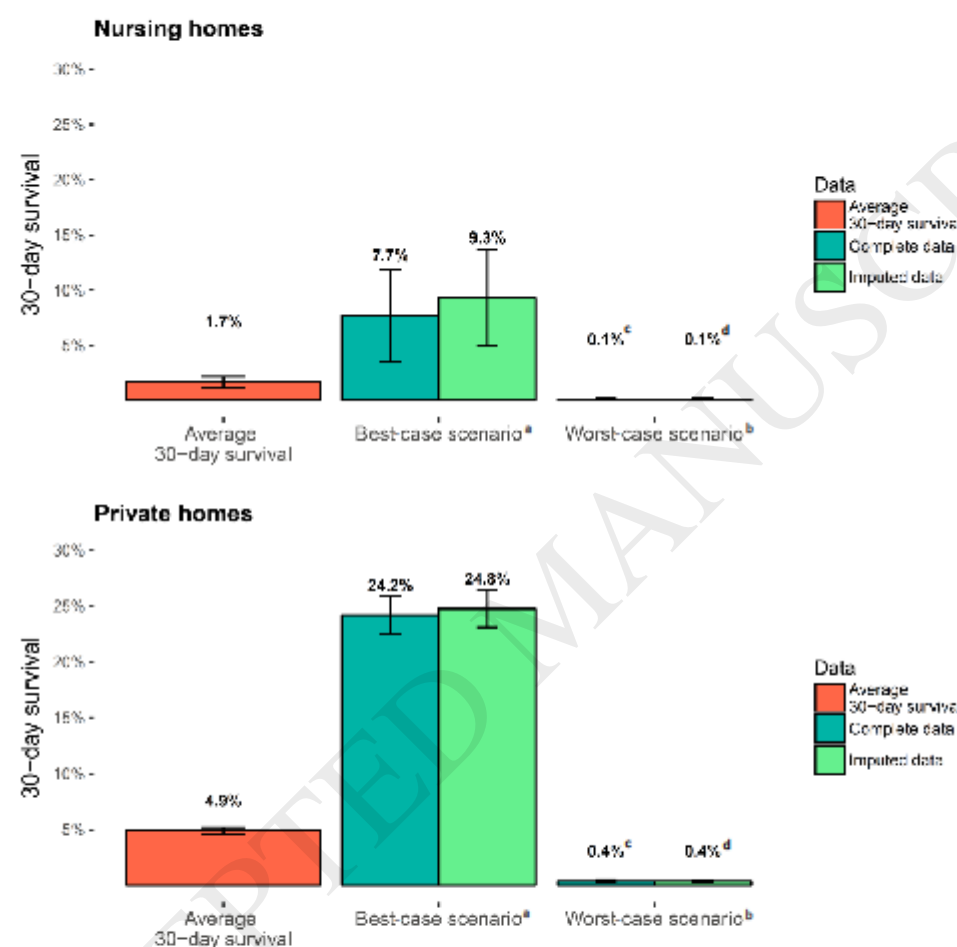 Nursing homes
30%
25%
20%
15%
10%
5%
30-day survival
1.7%
7.7%
9.3%
0.1%c
0.1%d
Average
30-day survival
Best-case scenarioa
Worst-case scenariob
Data
Average
30-day surviva
Complete data
Imputed data
Private homes
30%
25%
20%
15%
10%
5%
30-day survival
4.9%
24.2%
24.8%
0.4%c
0.4%d
Average
30-day survival
Best-case scenarioa
Worst-case scenariob
Data
Average
30-day surviva
Complete data
Imputed data
PTED MANUSC